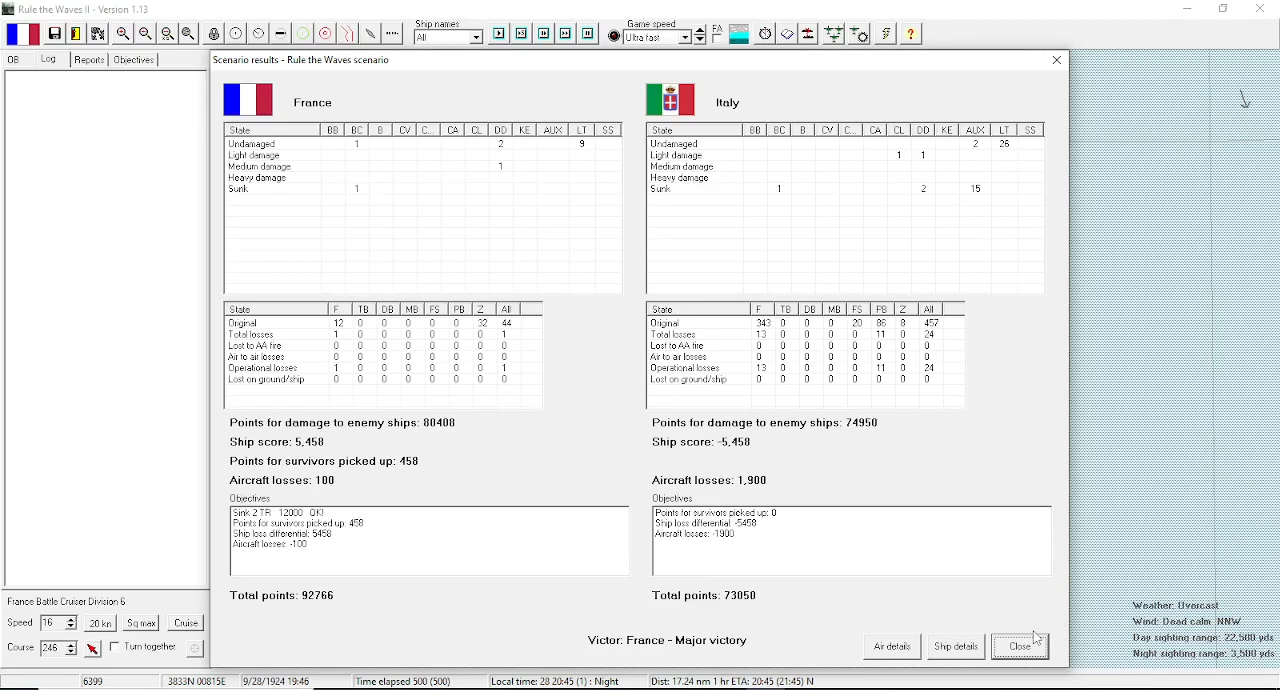 Rule the Waves II - Version 1.13
Ship names
Game speed
All
Ultra fast
FA
OB Log Reports Objectives
Scenario results - Rule the Waves scenario
France
State BB BC B CV C... CA CL DD KE AUX LT SS
Undamaged 1 2 9
Light damage
Medium damage 1
Heavy damage
Sunk 1
Italy
State BB BC B CV C... CA CL DD KE AUX LT SS
Undamaged 2 26
Light damage 1 1
Medium damage
Heavy damage
Sunk 1 2 15
State F TB DB MB FS PB Z All
Original 12 0 0 0 0 0 32 44
Total losses 1 0 0 0 0 0 0 1
Lost to AA fire 0 0 0 0 0 0 0 0
Air to air losses 0 0 0 0 0 0 0 0
Operational losses 1 0 0 0 0 0 0 1
Lost on ground/ship 0 0 0 0 0 0 0 0
State F TB DB MB FS PB Z All
Original 343 0 0 0 20 86 8 457
Total losses 13 0 0 0 0 11 0 24
Lost to AA fire 0 0 0 0 0 0 0 0
Air to air losses 0 0 0 0 0 0 0 0
Operational losses 13 0 0 0 0 11 0 24
Lost on ground/ship 0 0 0 0 0 0 0 0
Points for damage to enemy ships: 80408
Ship score: 5,458
Points for survivors picked up: 458
Aircraft losses: 100
Objectives
Sink 2 TR 12000 OK!
Points for survivors picked up: 458
Ship loss differential: 5458
Aircraft losses: -100
Total points: 92766
Points for damage to enemy ships: 74950
Ship score: -5,458
Aircraft losses: 1,900
Objectives
Points for survivors picked up: 0
Ship loss differential: -5458
Aircraft losses: -1900
Total points: 73050
Victor: France - Major victory
Air details Ship details Close
France Battle Cruiser Division 6
Speed 16 20 kn Sq max Cruise
Course 246 Turn together
Weather: Overcast
Wind: Dead calm NNW
Day sighting range: 22,500 yds
Night sighting range: 3,500 yds
6399 3833N 00815E 9/28/1924 19:46 Time elapsed 500 (500) Local time: 28 20:45 (1) : Night Dist: 17.24 nm 1 hr ETA: 20:45 (21:45) N